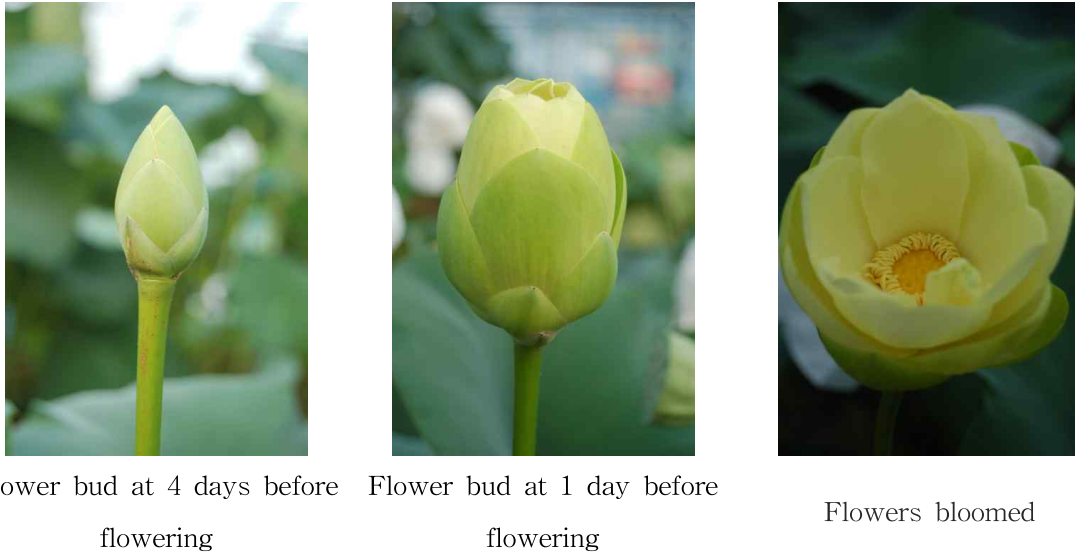 ower bud at 4 days before
flowering
Flower bud at 1 day before
flowering
Flowers bloomed